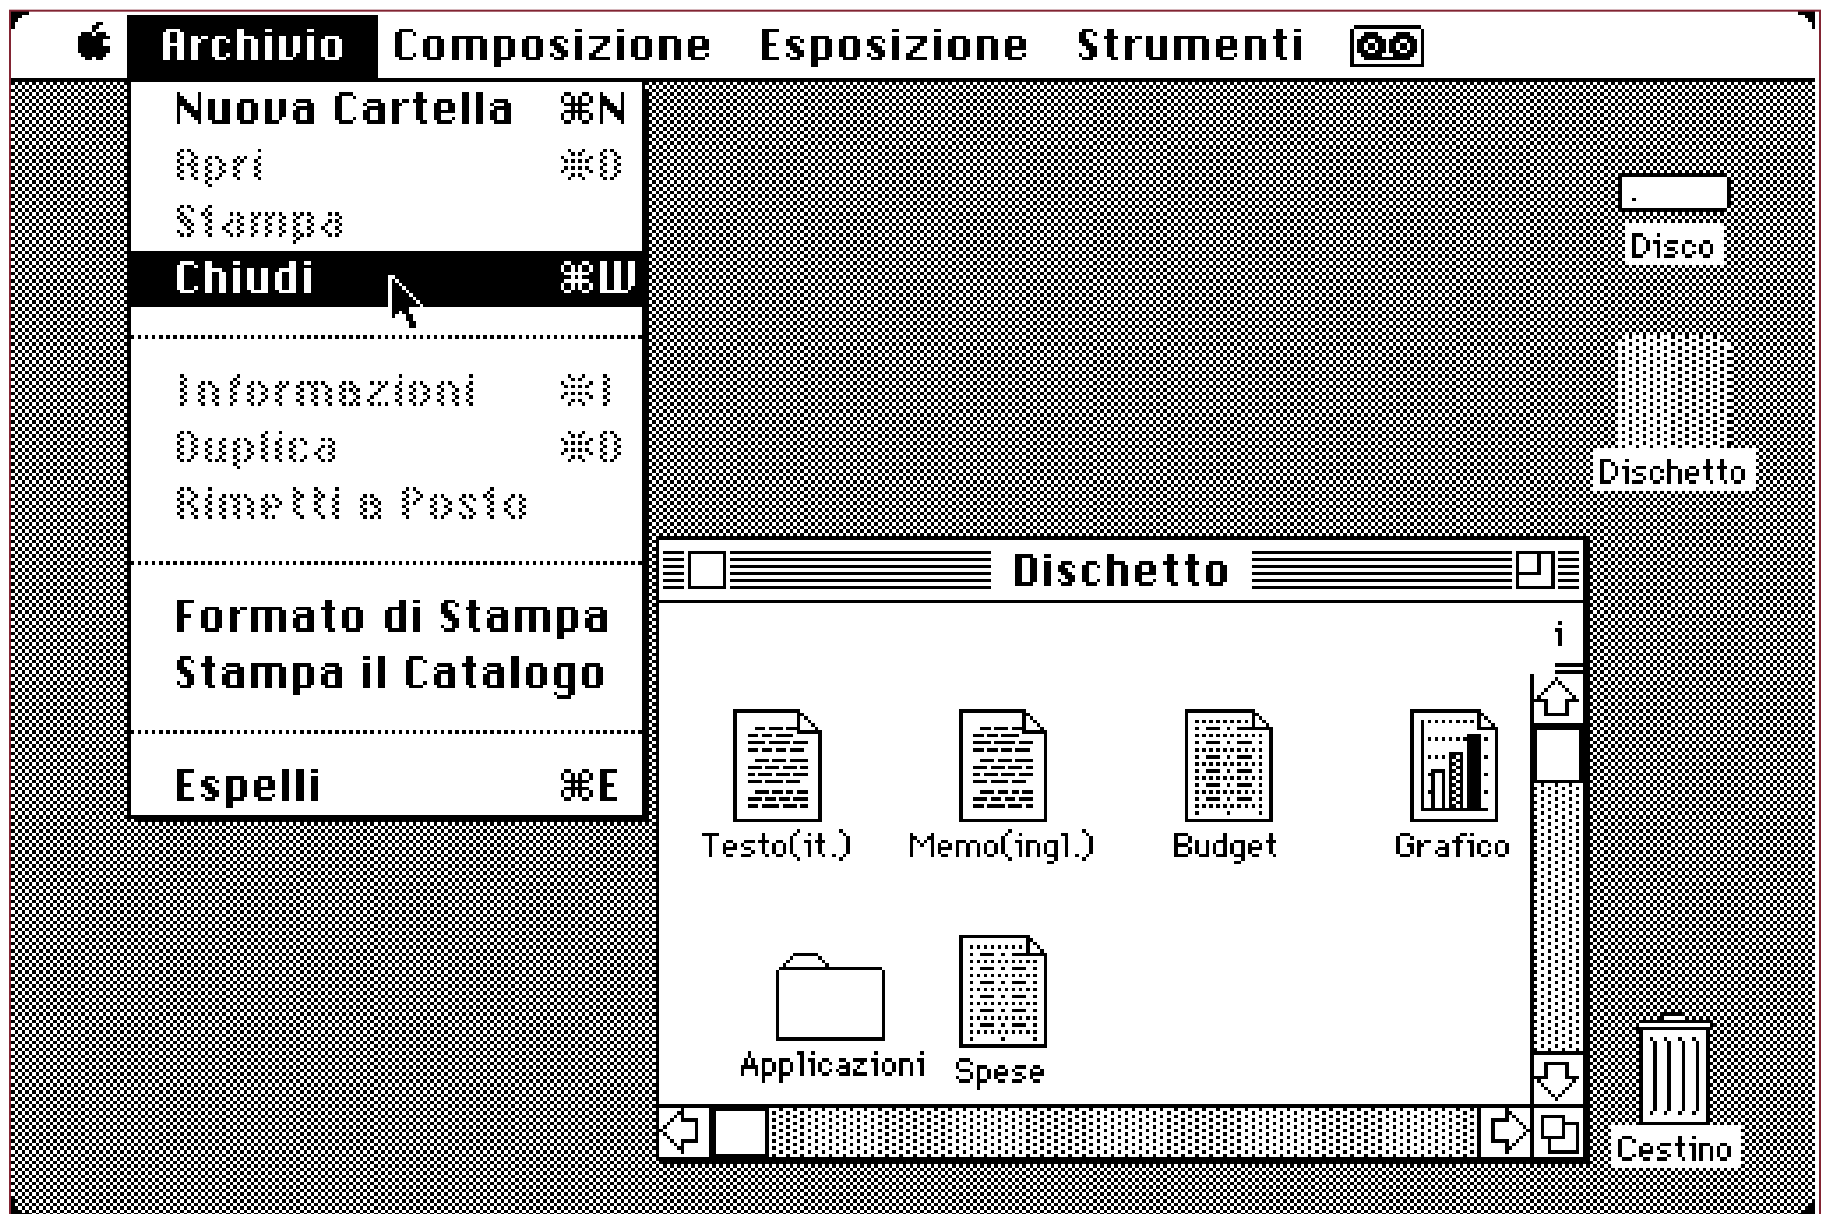 Archivio Composizione Esposizione Strumenti
Nuova Cartella ⌘N
Apri ⌘O
Stampa
Chiudi ⌘W
Informazioni ⌘I
Duplica ⌘D
Rimetti a Posto
Formato di Stampa
Stampa il Catalogo
Espelli ⌘E
Disco
Dischetto
Dischetto
i
Testo(it.) Memo(ingl.) Budget Grafico
Applicazioni Spese
Cestino